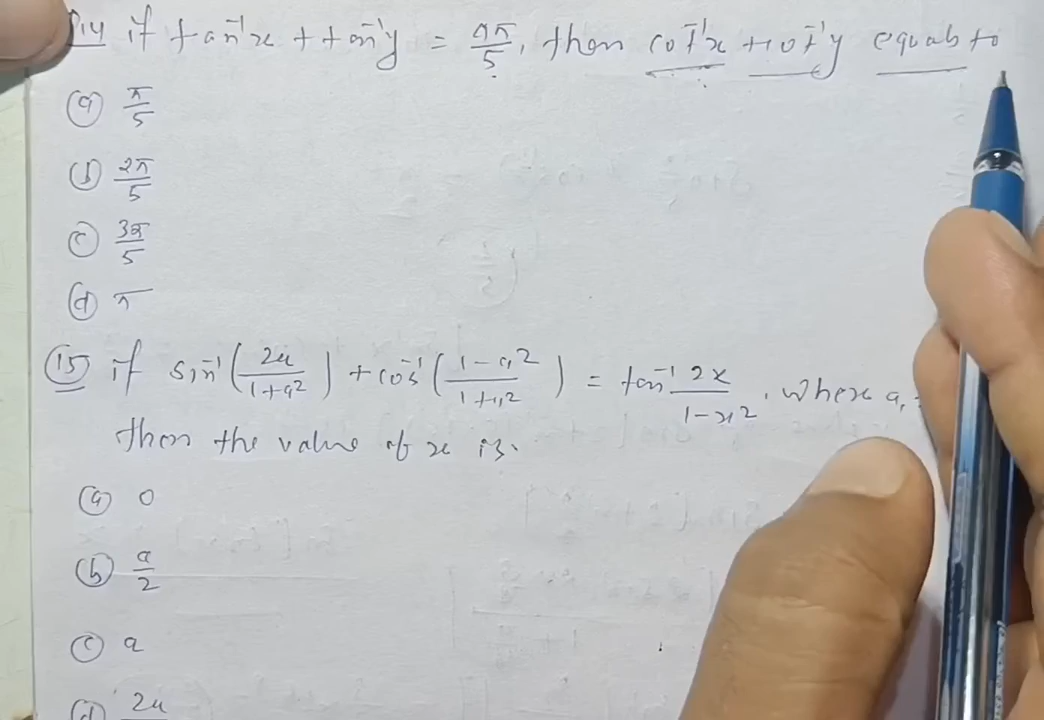 14 if tan⁻¹x + tan⁻¹y = 4π/5, then cot⁻¹x + cot⁻¹y equals to
(a) π/5
(b) 2π/5
(c) 3π/5
(d) π
(15) if sin⁻¹(2a/1+a²) + cos⁻¹(1-a²/1+a²) = tan⁻¹ 2x/1-x², where a,
then the value of x is.
(a) 0
(b) a/2
(c) a
(d) 2a